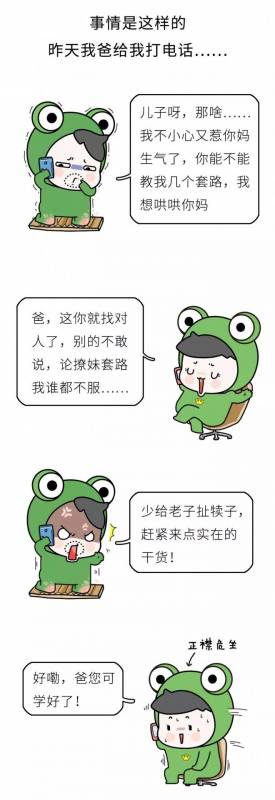 事情是这样的
昨天我爸给我打电话……
儿子呀，那啥……
我不小心又惹你妈
生气了，你能不能
教我几个套路，我
想哄哄你妈
爸，这你就找对
人了，别的不敢
说，论撩妹套路
我谁都不服……
少给老子扯犊子，
赶紧来点实在的
干货！
正襟危坐
好嘞，爸您可
学好了！